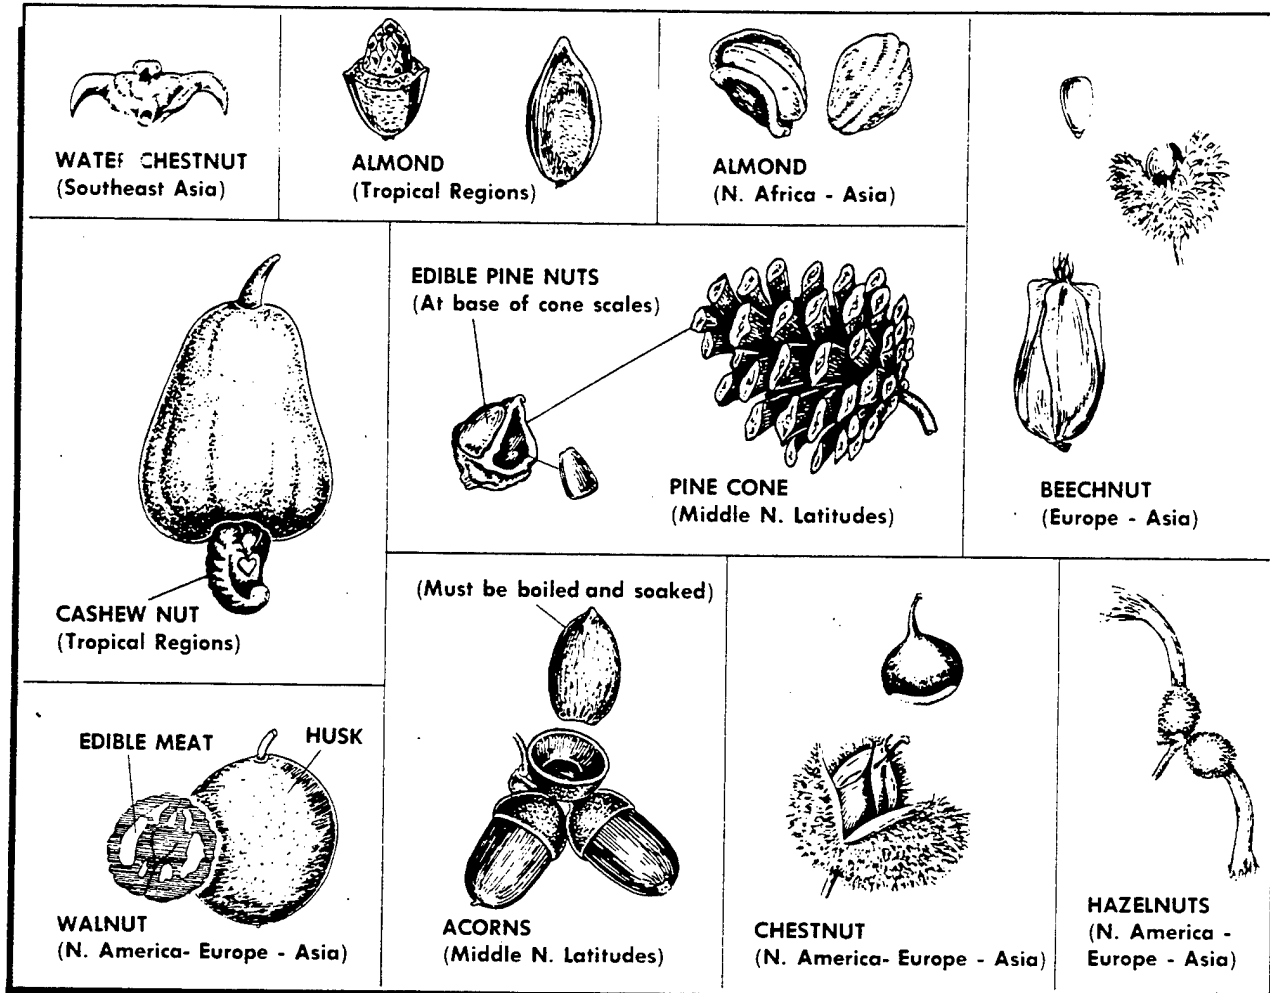 WATER CHESTNUT
(Southeast Asia)
ALMOND
(Tropical Regions)
ALMOND
(N. Africa - Asia)
EDIBLE PINE NUTS
(At base of cone scales)
PINE CONE
(Middle N. Latitudes)
BEECHNUT
(Europe - Asia)
CASHEW NUT
(Tropical Regions)
(Must be boiled and soaked)
ACORNS
(Middle N. Latitudes)
EDIBLE MEAT
HUSK
WALNUT
(N. America- Europe - Asia)
CHESTNUT
(N. America- Europe - Asia)
HAZELNUTS
(N. America -
Europe - Asia)